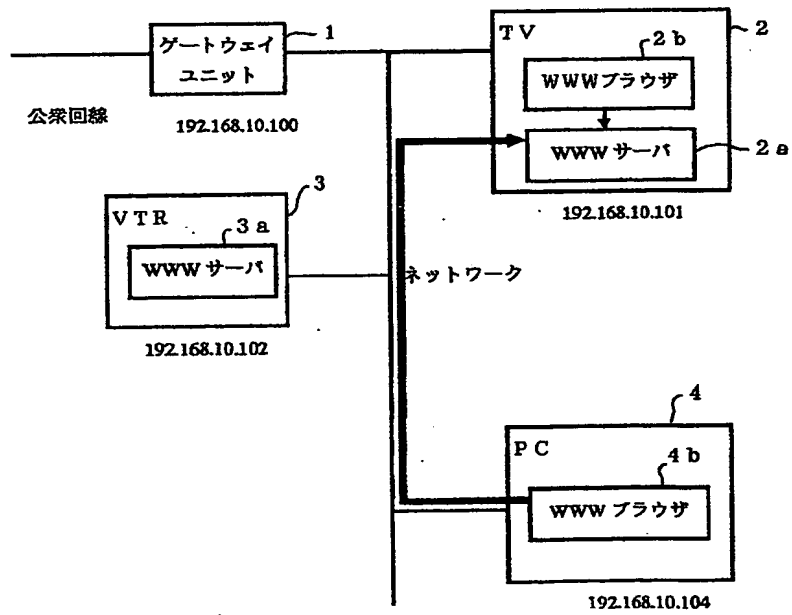 ゲートウェイ
ユニット
1
公衆回線
192.168.10.100
TV
2
2b
WWWブラウザ
WWWサーバ
2a
192.168.10.101
VTR
3
3a
WWWサーバ
192.168.10.102
ネットワーク
PC
4
4b
WWWブラウザ
192.168.10.104